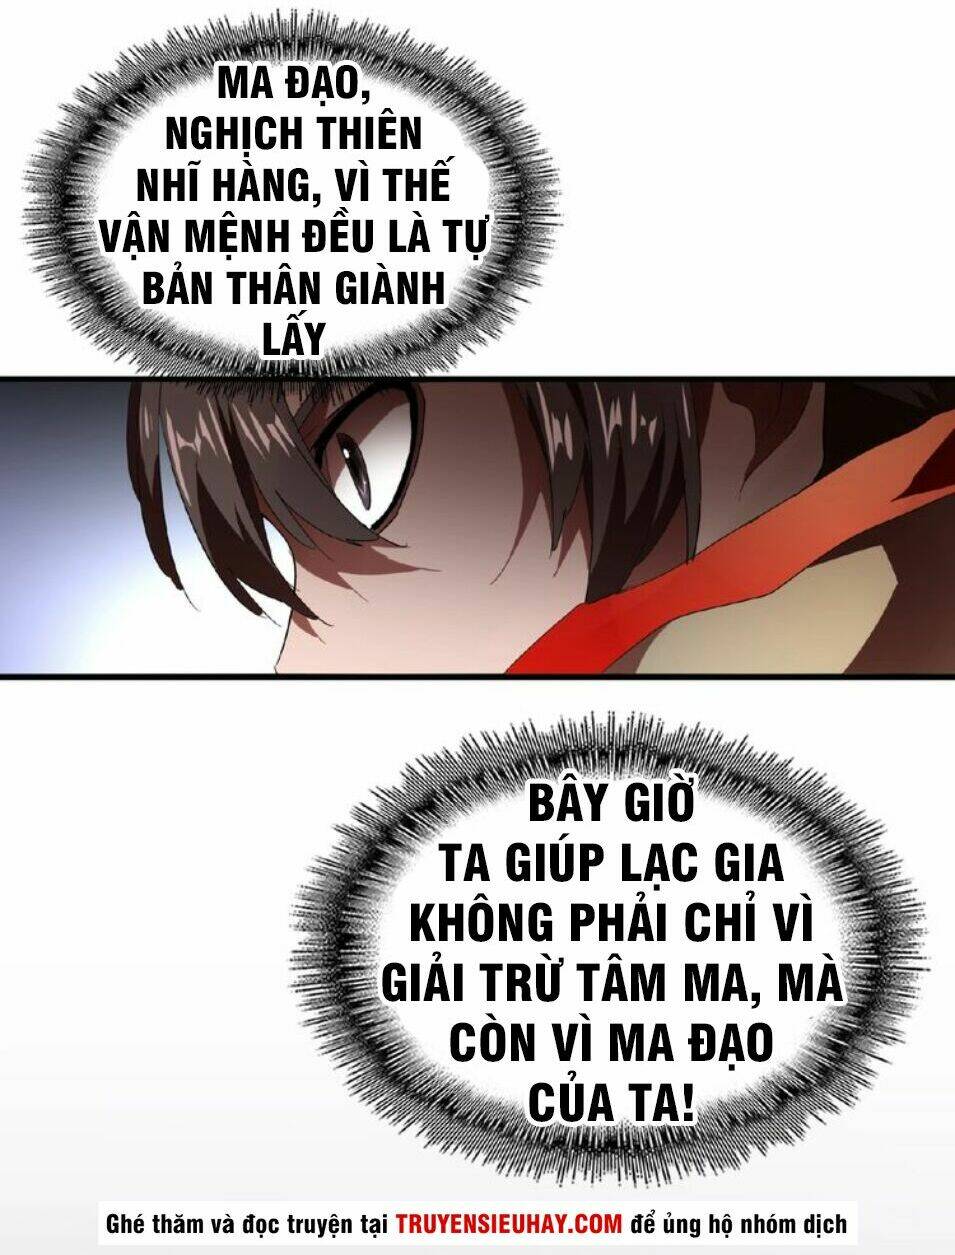 MA ĐẠO,
NGHỊCH THIÊN
NHĨ HÀNG, VÌ THẾ
VẬN MỆNH ĐỀU LÀ TỰ
BẢN THÂN GIÀNH
LẤY
BÂY GIỜ
TA GIÚP LẠC GIA
KHÔNG PHẢI CHỈ VÌ
GIẢI TRỪ TÂM MA, MÀ
CÒN VÌ MA ĐẠO
CỦA TA!
Ghé thăm và đọc truyện tại TRUYENSIEUHAY.COM để ủng hộ nhóm dịch